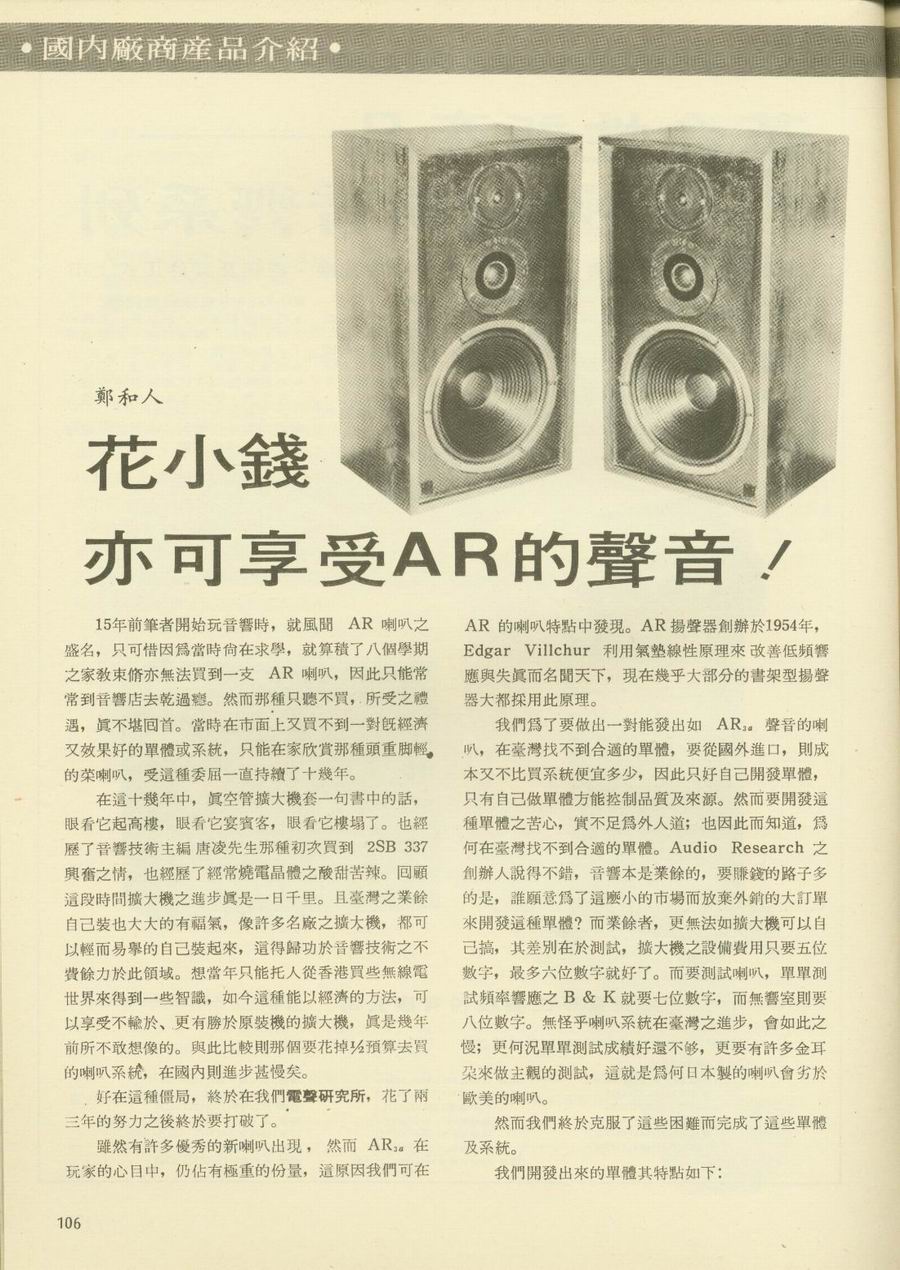 •國内廠商産品介紹•
鄭和人
花小錢
亦可享受AR的聲音！
15年前筆者開始玩音響時，就風聞 AR 喇叭之
盛名，只可惜因爲當時尙在求學，就算積了八個學期
之家敎束脩亦無法買到一支 AR 喇叭，因此只能常
常到音響店去乾過癮。然而那種只聽不買，所受之禮
遇，眞不堪囘首。當時在市面上又買不到一對旣經濟
又效果好的單體或系統，只能在家欣賞那種頭重脚輕
的菜喇叭，受這種委屈一直持續了十幾年。
在這十幾年中，眞空管擴大機套一句書中的話，
眼看它起高樓，眼看它宴賓客，眼看它樓塌了。也經
歷了音響技術主編唐凌先生那種初次買到 2SB 337
興奮之情，也經歷了經常燒電晶體之酸甜苦辣。囘顧
這段時間擴大機之進步眞是一日千里。且臺灣之業餘
自己裝也大大的有福氣，像許多名廠之擴大機，都可
以輕而易擧的自己裝起來，這得歸功於音響技術之不
費餘力於此領域。想當年只能托人從香港買些無線電
世界來得到一些智識，如今這種能以經濟的方法，可
以享受不輸於、更有勝於原裝機的擴大機，眞是幾年
前所不敢想像的。與此比較則那個要花掉½預算去買
的喇叭系統，在國內則進步甚慢矣。
好在這種僵局，終於在我們電聲研究所，花了兩
三年的努力之後終於要打破了。
雖然有許多優秀的新喇叭出現，然而 AR₃ₐ 在
玩家的心目中，仍佔有極重的份量，這原因我們可在
AR 的喇叭特點中發現。AR 揚聲器創辦於1954年，
Edgar Villchur 利用氣墊線性原理來改善低頻響
應與失眞而名聞天下，現在幾乎大部分的書架型揚聲
器大都採用此原理。
我們爲了要做出一對能發出如 AR₃ₐ 聲音的喇
叭，在臺灣找不到合適的單體，要從國外進口，則成
本又不比買系統便宜多少，因此只好自己開發單體，
只有自己做單體方能控制品質及來源。然而要開發這
種單體之苦心，實不足爲外人道；也因此而知道，爲
何在臺灣找不到合適的單體。Audio Research 之
創辦人說得不錯，音響本是業餘的，要賺錢的路子多
的是，誰願意爲了這麽小的市場而放棄外銷的大訂單
來開發這種單體？而業餘者，更無法如擴大機可以自
己搞，其差別在於測試，擴大機之設備費用只要五位
數字，最多六位數字就好了。而要測試喇叭，單單測
試頻率響應之 B & K 就要七位數字，而無響室則要
八位數字。無怪乎喇叭系統在臺灣之進步，會如此之
慢；更何況單單測試成績好還不够，更要有許多金耳
朶來做主觀的測試，這就是爲何日本製的喇叭會劣於
歐美的喇叭。
然而我們終於克服了這些困難而完成了這些單體
及系統。
我們開發出來的單體其特點如下：
106